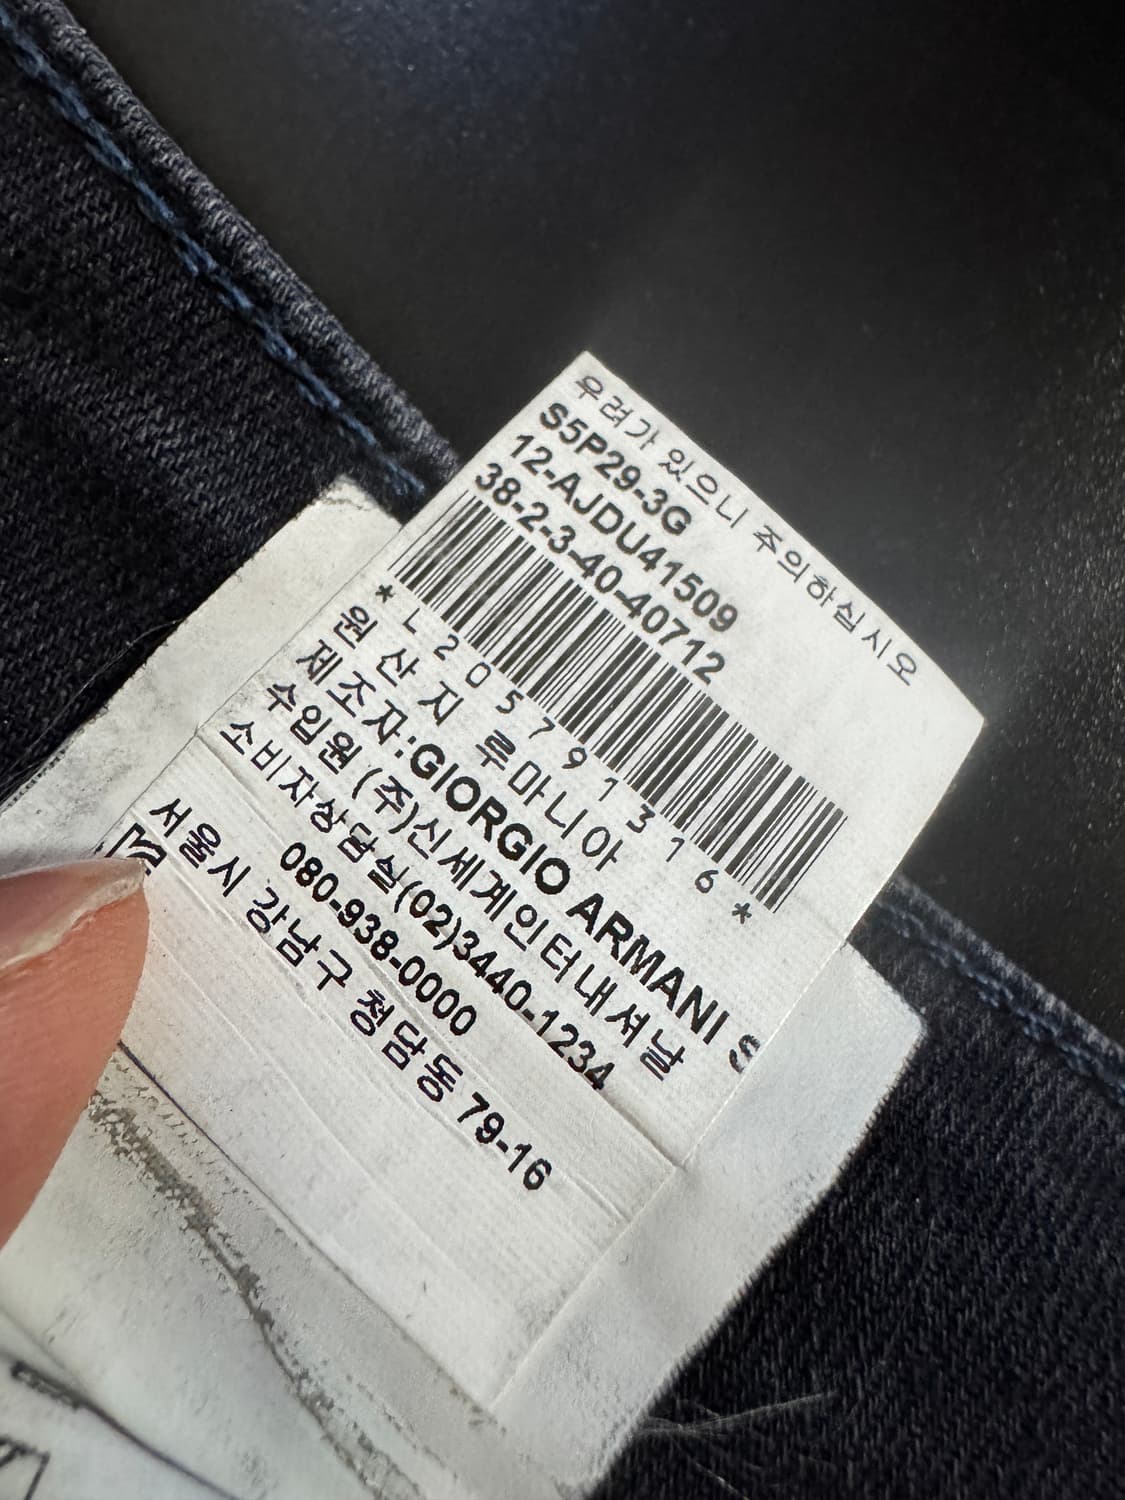 우려가 있으니 주의하십시오
S5P29-3G
12-AJDU41509
38-2-3-40-40712
*L205791316*
원산지 루마니아
제조자:GIORGIO ARMANI S
수입원 (주)신세계인터내셔날
소비자상담실(02)3440-1234
080-938-0000
서울시 강남구 청담동 79-16